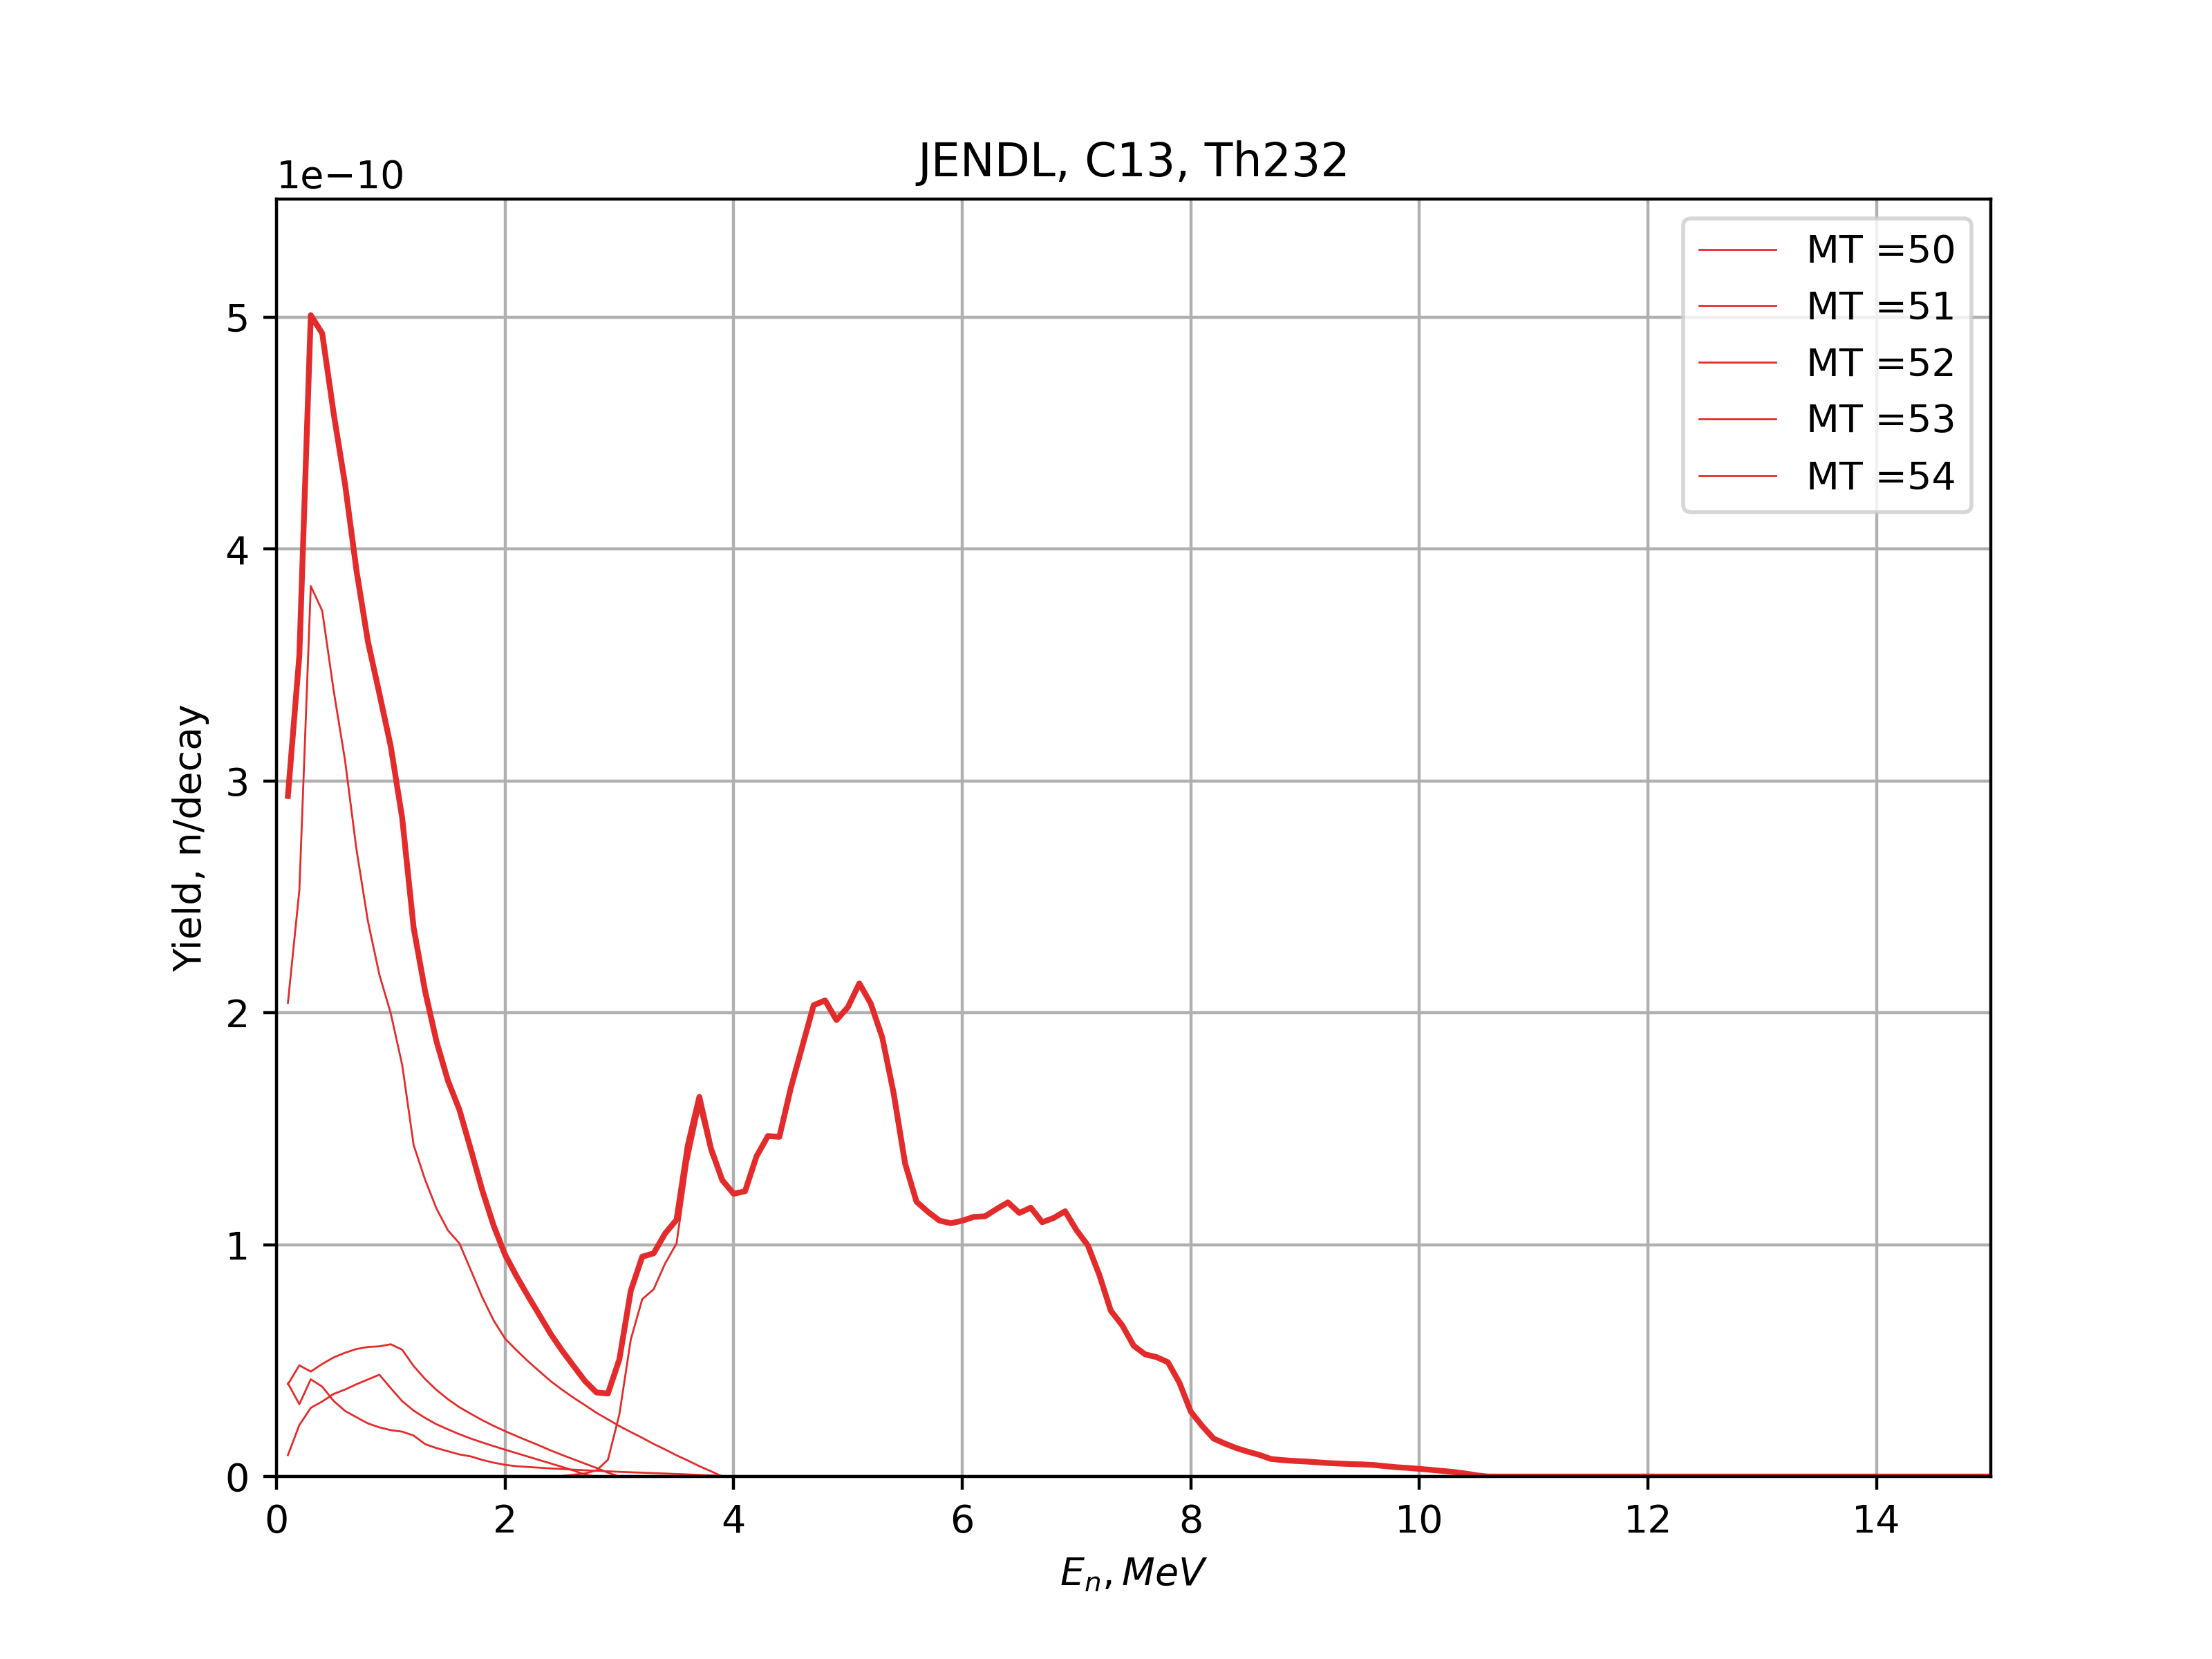 JENDL, C13, Th232
1e−10
MT =50
MT =51
MT =52
MT =53
MT =54
5
4
3
2
1
0
Yield, n/decay
0 2 4 6 8 10 12 14
E_n, MeV